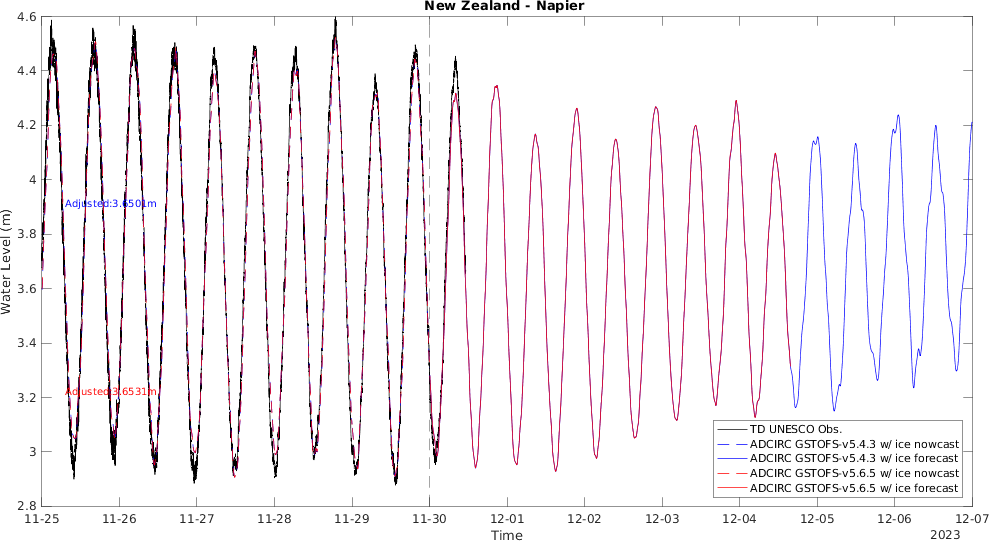 New Zealand - Napier
Water Level (m)
4.6
4.4
4.2
4
3.8
3.6
3.4
3.2
3
2.8
Adjusted:3.6501m
Adjusted:3.6531m
TD UNESCO Obs.
ADCIRC GSTOFS-v5.4.3 w/ ice nowcast
ADCIRC GSTOFS-v5.4.3 w/ ice forecast
ADCIRC GSTOFS-v5.6.5 w/ ice nowcast
ADCIRC GSTOFS-v5.6.5 w/ ice forecast
11-25 11-26 11-27 11-28 11-29 11-30 12-01 12-02 12-03 12-04 12-05 12-06 12-07
Time
2023